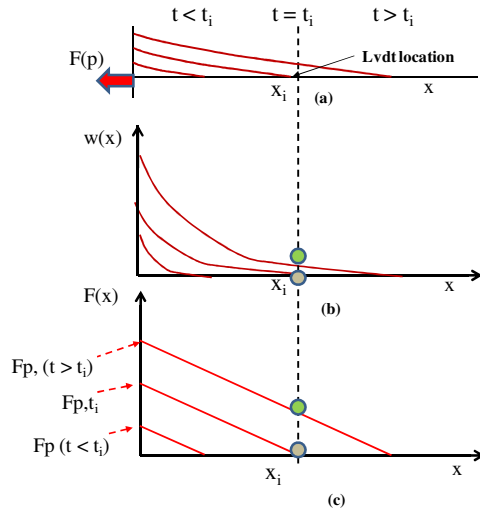 t < tᵢ t = tᵢ t > tᵢ
F(p)
Lvdt location
xᵢ x
(a)
w(x)
xᵢ x
F(x)
(b)
Fp, (t > tᵢ)
Fp,tᵢ
Fp (t < tᵢ)
xᵢ x
(c)